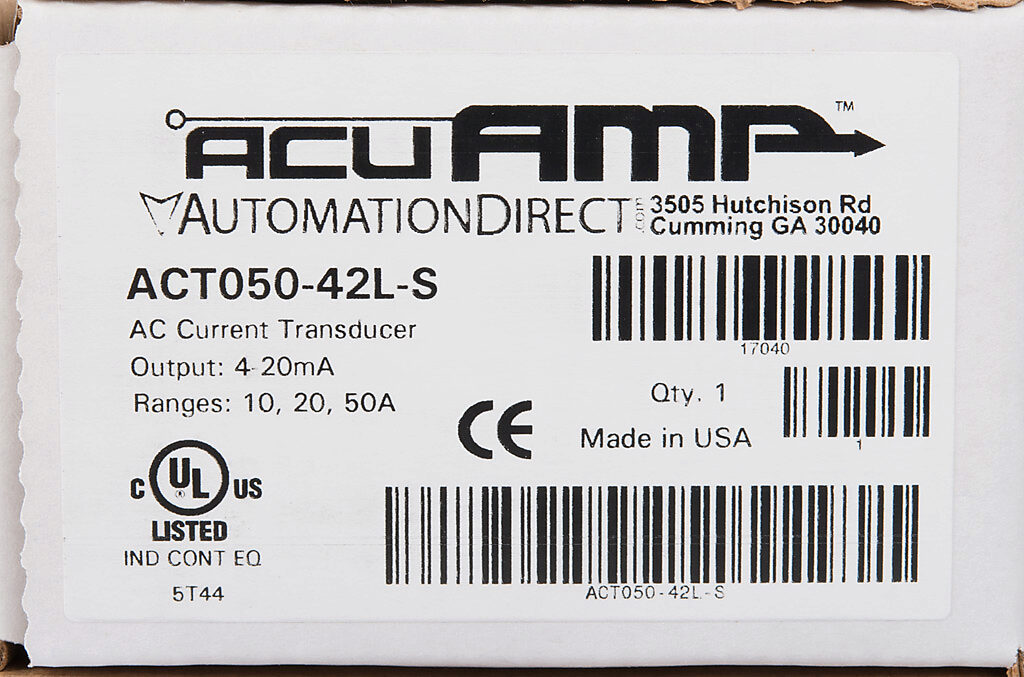 ACUAMP™
AUTOMATIONDIRECT.COM 3505 Hutchison Rd
Cumming GA 30040
ACT050-42L-S
AC Current Transducer
Output: 4-20mA
Ranges: 10, 20, 50A
17040
Qty. 1
1
CE
Made in USA
C UL® US
LISTED
IND CONT EQ
5T44
ACT050-42L-S